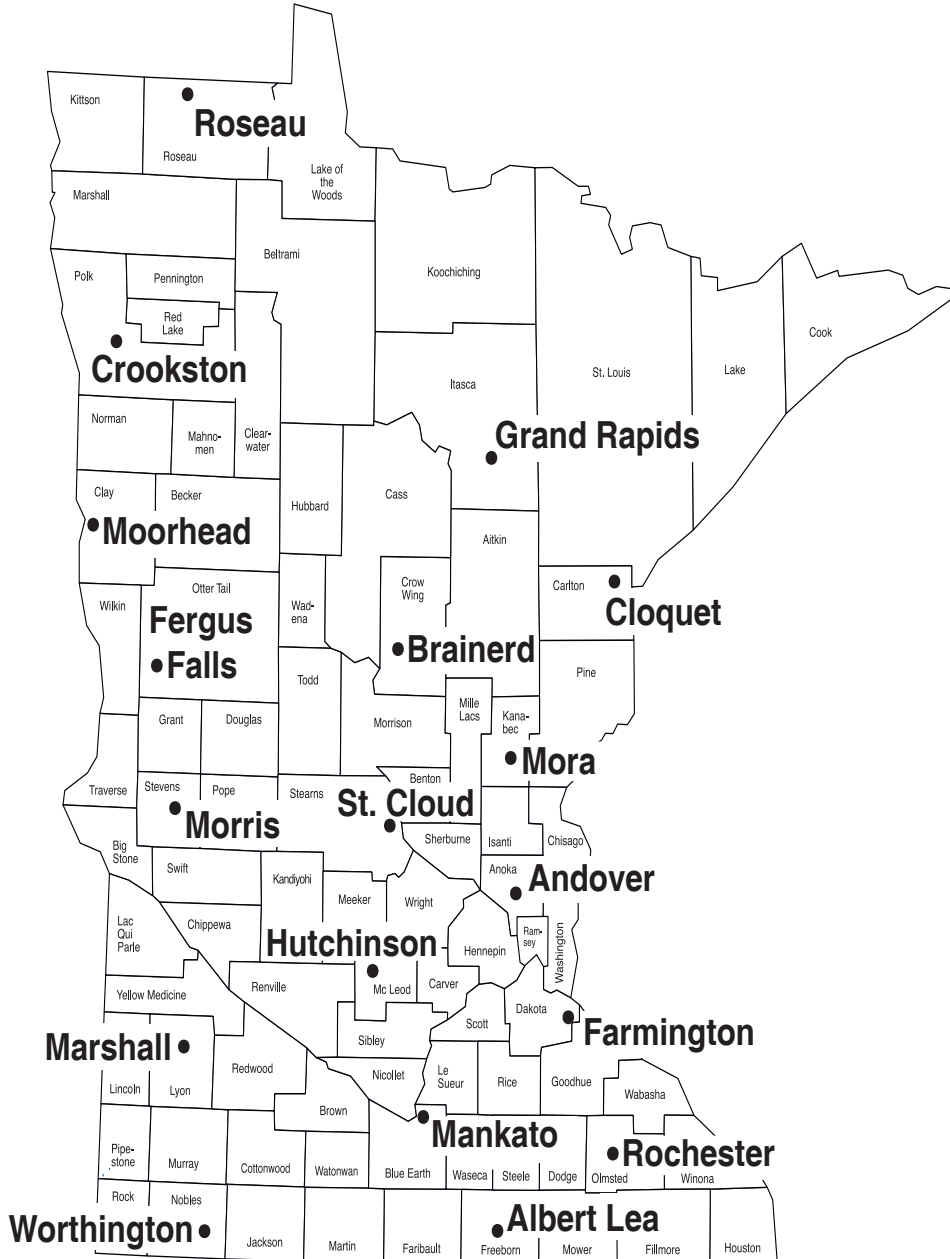 Kittson
Roseau
Roseau
Lake of
the
Woods
Marshall
Beltrami
Koochiching
Polk
Pennington
Red
Lake
Cook
Crookston
St. Louis
Lake
Itasca
Norman
Mahno-
men
Clear-
water
Grand Rapids
Clay
Becker
Hubbard
Cass
Moorhead
Aitkin
Otter Tail
Wilkin
Wad-
ena
Crow
Wing
Carlton
Cloquet
Fergus
Falls
Brainerd
Todd
Pine
Mille
Lacs
Grant
Douglas
Morrison
Kana-
bec
Mora
Traverse
Stevens
Pope
Stearns
Benton
St. Cloud
Morris
Sherburne
Isanti
Chisago
Big
Stone
Swift
Kandiyohi
Anoka
Andover
Meeker
Wright
Lac
Qui
Parle
Chippewa
Hutchinson
Hennepin
Ram-
sey
Washington
Yellow Medicine
Renville
Mc Leod
Carver
Dakota
Scott
Farmington
Marshall
Sibley
Lincoln
Lyon
Redwood
Nicollet
Le
Sueur
Rice
Goodhue
Wabasha
Brown
Mankato
Rochester
Pipe-
stone
Murray
Cottonwood
Watonwan
Blue Earth
Waseca
Steele
Dodge
Olmsted
Winona
Rock
Nobles
Worthington
Albert Lea
Jackson
Martin
Faribault
Freeborn
Mower
Fillmore
Houston